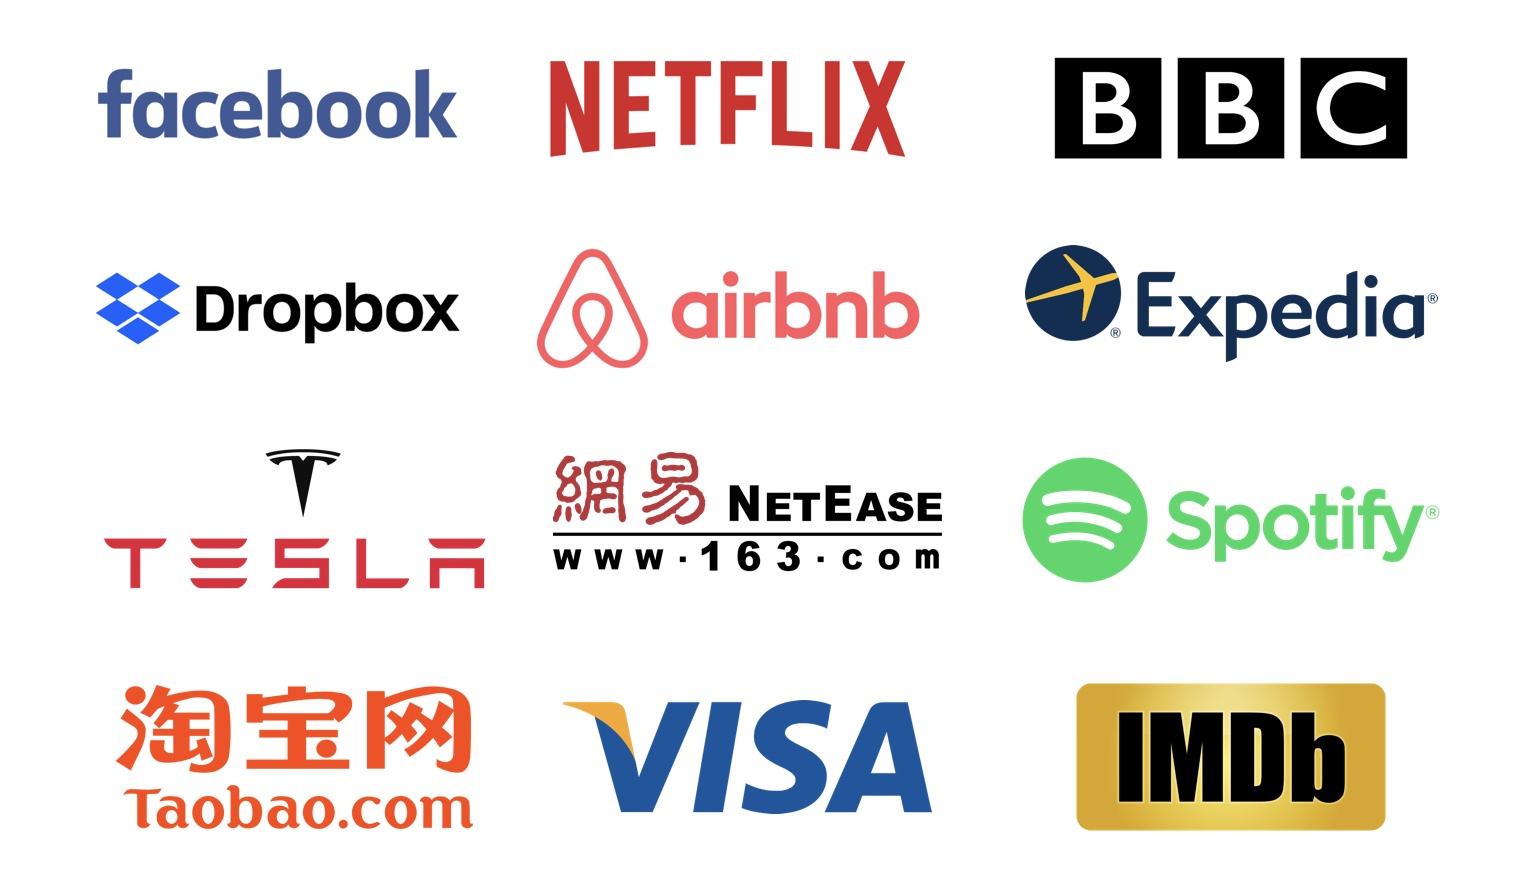 facebook
NETFLIX
BBC
Dropbox
airbnb
® Expedia®
TESLA
網易 NETEASE
www.163.com
Spotify®
淘宝网
Taobao.com
VISA
IMDb